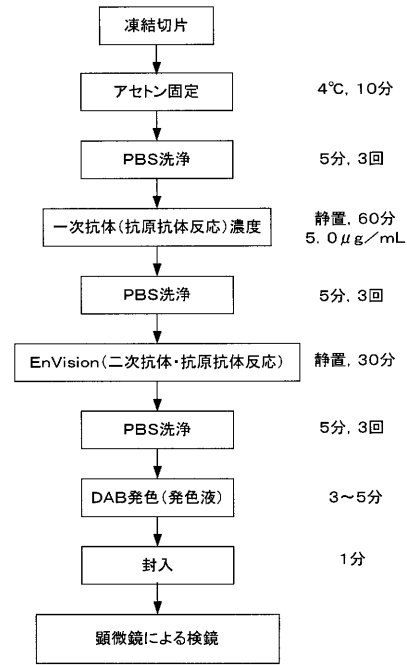 凍結切片
アセトン固定
4℃, 10分
PBS洗浄
5分, 3回
一次抗体(抗原抗体反応)濃度
静置, 60分
5. 0μg/mL
PBS洗浄
5分, 3回
EnVision(二次抗体・抗原抗体反応)
静置, 30分
PBS洗浄
5分, 3回
DAB発色(発色液)
3～5分
封入
1分
顕微鏡による検鏡